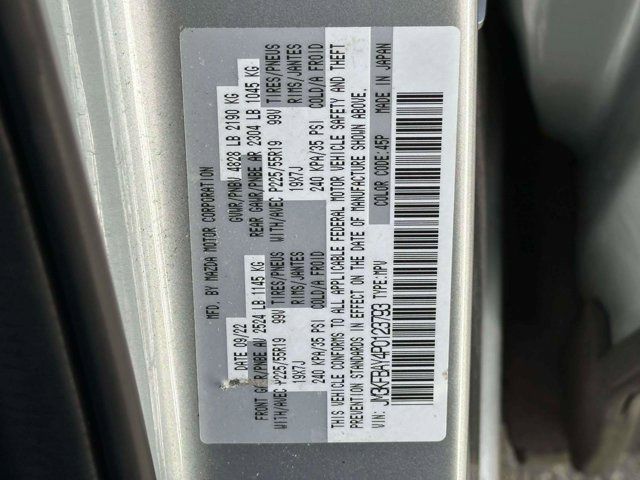 MFD. BY MAZDA MOTOR CORPORATION
DATE 09/22 GVWR/PNBV 4828 LB 2190 KG
FRONT R/PNBE AV 2524 LB 1145 KG REAR GAWR/PNBE AR 2304 LB 1045 KG
WITH/AVEC P225/55R19 99V TIRES/PNEUS WITH/AVEC P225/55R19 99V TIRES/PNEUS
19X7J RIMS/JANTES 19X7J RIMS/JANTES
240 KPA/35 PSI COLD/A FROID 240 KPA/35 PSI COLD/A FROID
THIS VEHICLE CONFORMS TO ALL APPLICABLE FEDERAL MOTOR VEHICLE SAFETY AND THEFT
PREVENTION STANDARDS IN EFFECT ON THE DATE OF MANUFACTURE SHOWN ABOVE.
VIN: JM3KFBAY4P0123793 TYPE:MPV COLOR CODE:45P MADE IN JAPAN